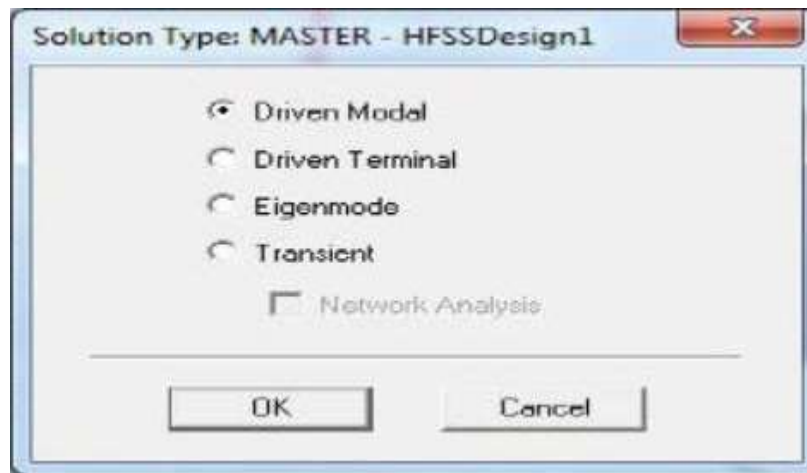 Solution Type: MASTER - HFSSDesign1
Driven Modal
Driven Terminal
Eigenmode
Transient
Network Analysis
OK Cancel